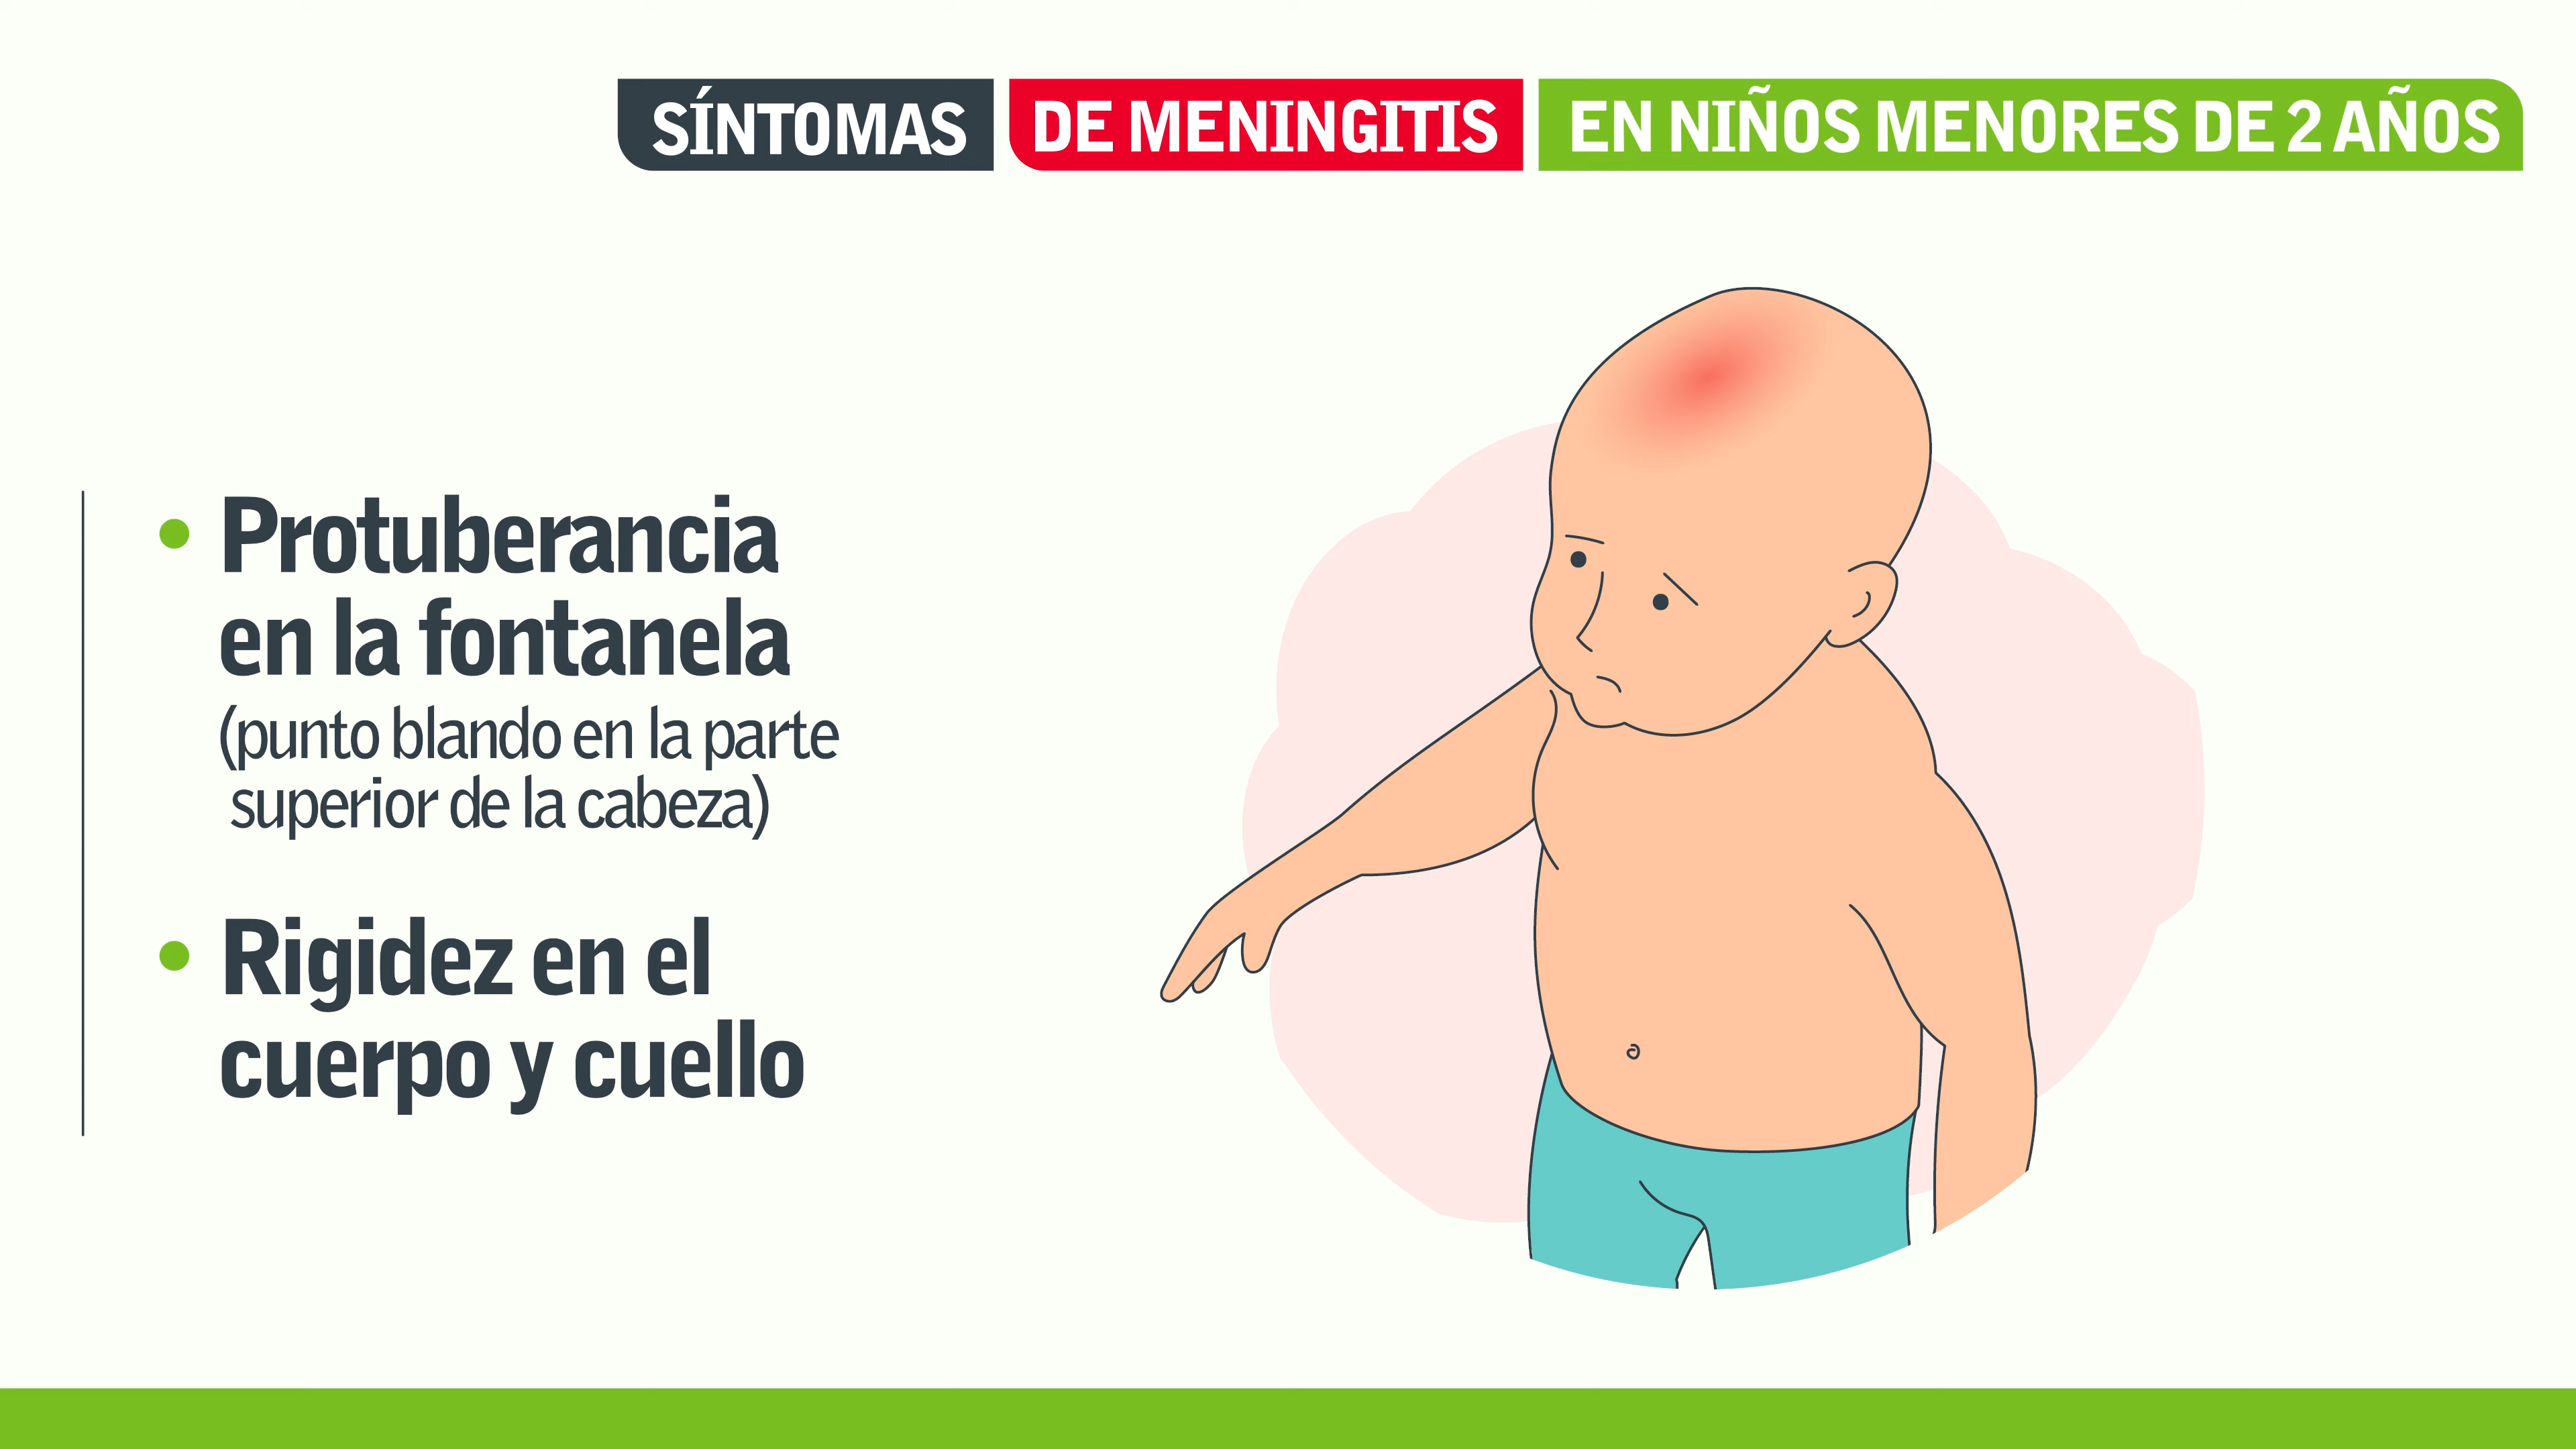 SÍNTOMAS DE MENINGITIS EN NIÑOS MENORES DE 2 AÑOS
• Protuberancia
en la fontanela
(punto blando en la parte
superior de la cabeza)
• Rigidez en el
cuerpo y cuello